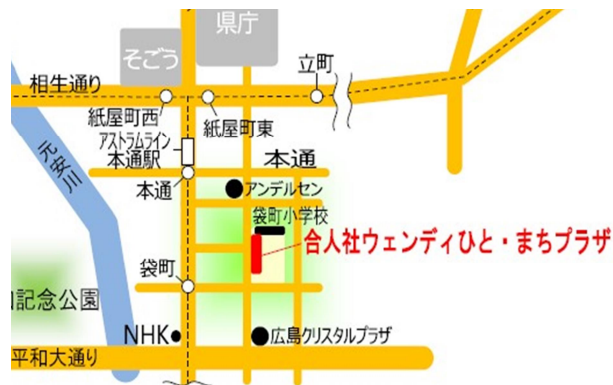 県庁
そごう
立町
相生通り
紙屋町西
紙屋町東
アストラムライン
本通駅
本通
元安川
本通
アンデルセン
袋町小学校
合人社ウェンディひと・まちプラザ
袋町
記念公園
NHK
広島クリスタルプラザ
平和大通り